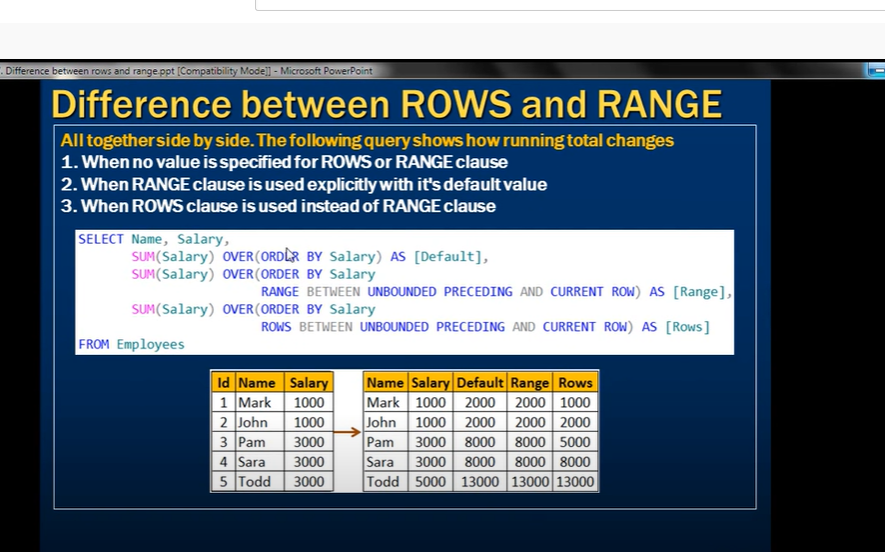 . Difference between rows and range.ppt [Compatibility Mode]] - Microsoft PowerPoint
Difference between ROWS and RANGE
All together side by side. The following query shows how running total changes
1. When no value is specified for ROWS or RANGE clause
2. When RANGE clause is used explicitly with it's default value
3. When ROWS clause is used instead of RANGE clause
SELECT Name, Salary,
SUM(Salary) OVER(ORDER BY Salary) AS [Default],
SUM(Salary) OVER(ORDER BY Salary
RANGE BETWEEN UNBOUNDED PRECEDING AND CURRENT ROW) AS [Range],
SUM(Salary) OVER(ORDER BY Salary
ROWS BETWEEN UNBOUNDED PRECEDING AND CURRENT ROW) AS [Rows]
FROM Employees
Id Name Salary
1 Mark 1000
2 John 1000
3 Pam 3000
4 Sara 3000
5 Todd 3000
Name Salary Default Range Rows
Mark 1000 2000 2000 1000
John 1000 2000 2000 2000
Pam 3000 8000 8000 5000
Sara 3000 8000 8000 8000
Todd 5000 13000 13000 13000